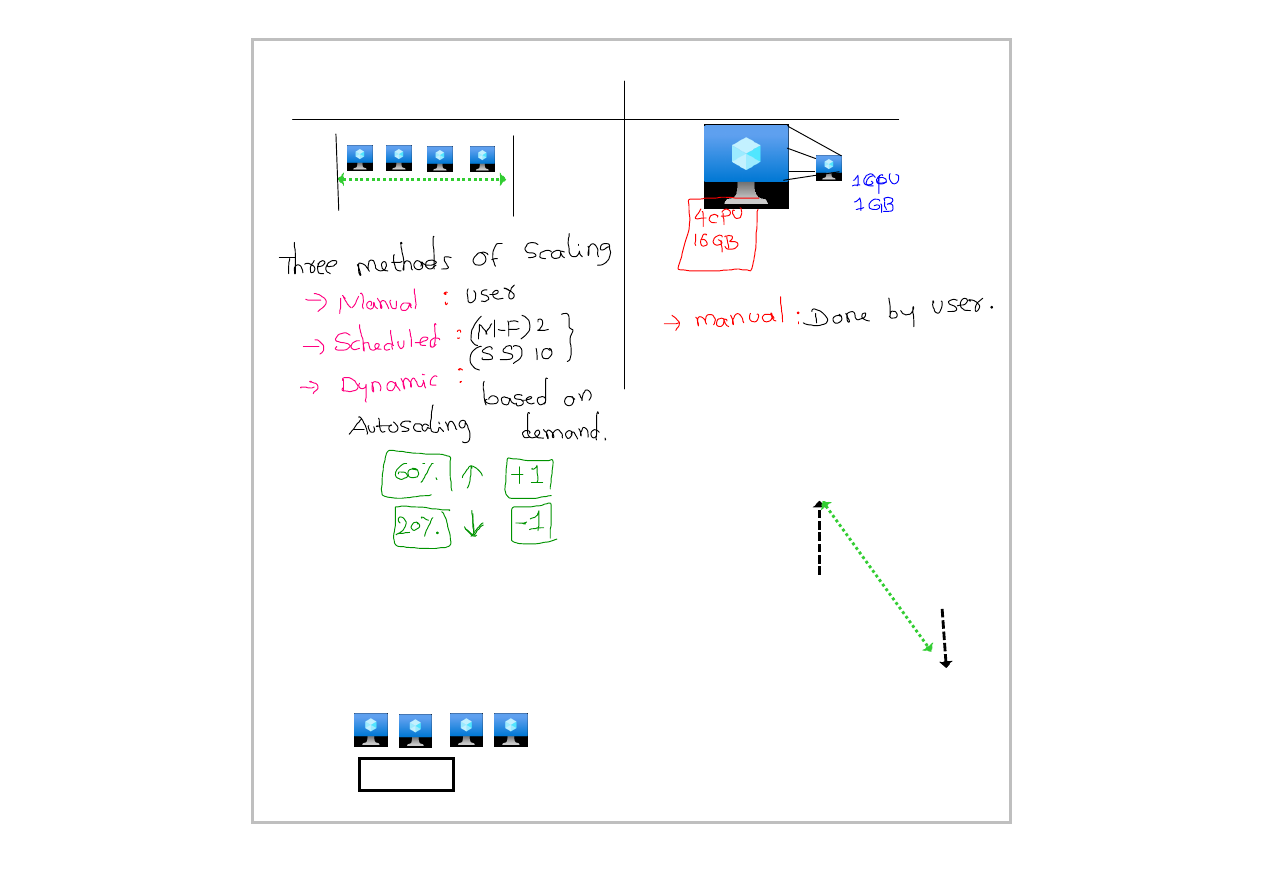 Three methods of scaling
→ Manual : user
→ Scheduled : (M-F) 2
(S S) 10
→ Dynamic : based on
Autoscaling demand.
60% ↑ +1
20% ↓ -1
1CPU
1GB
4CPU
16GB
→ manual : Done by user.